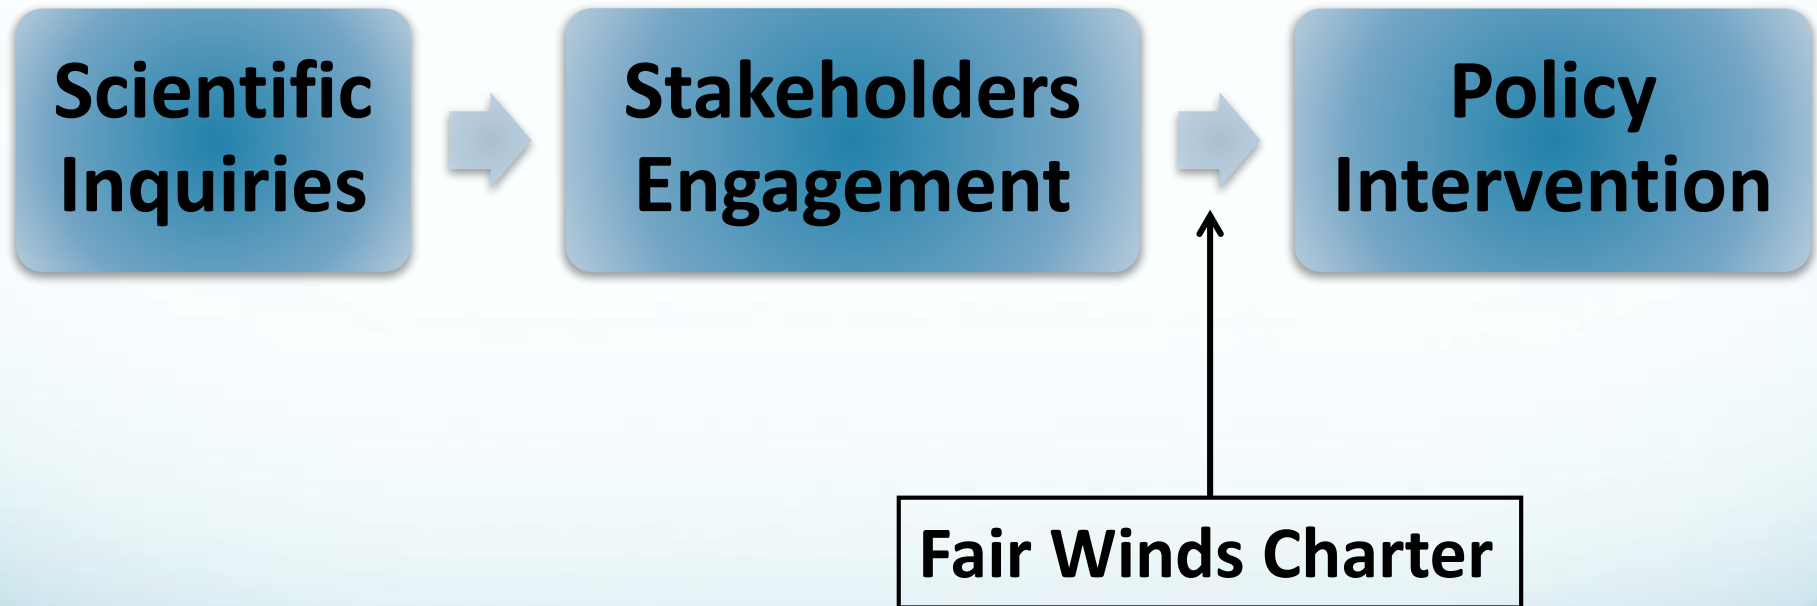 Scientific
Inquiries
Stakeholders
Engagement
Policy
Intervention
Fair Winds Charter